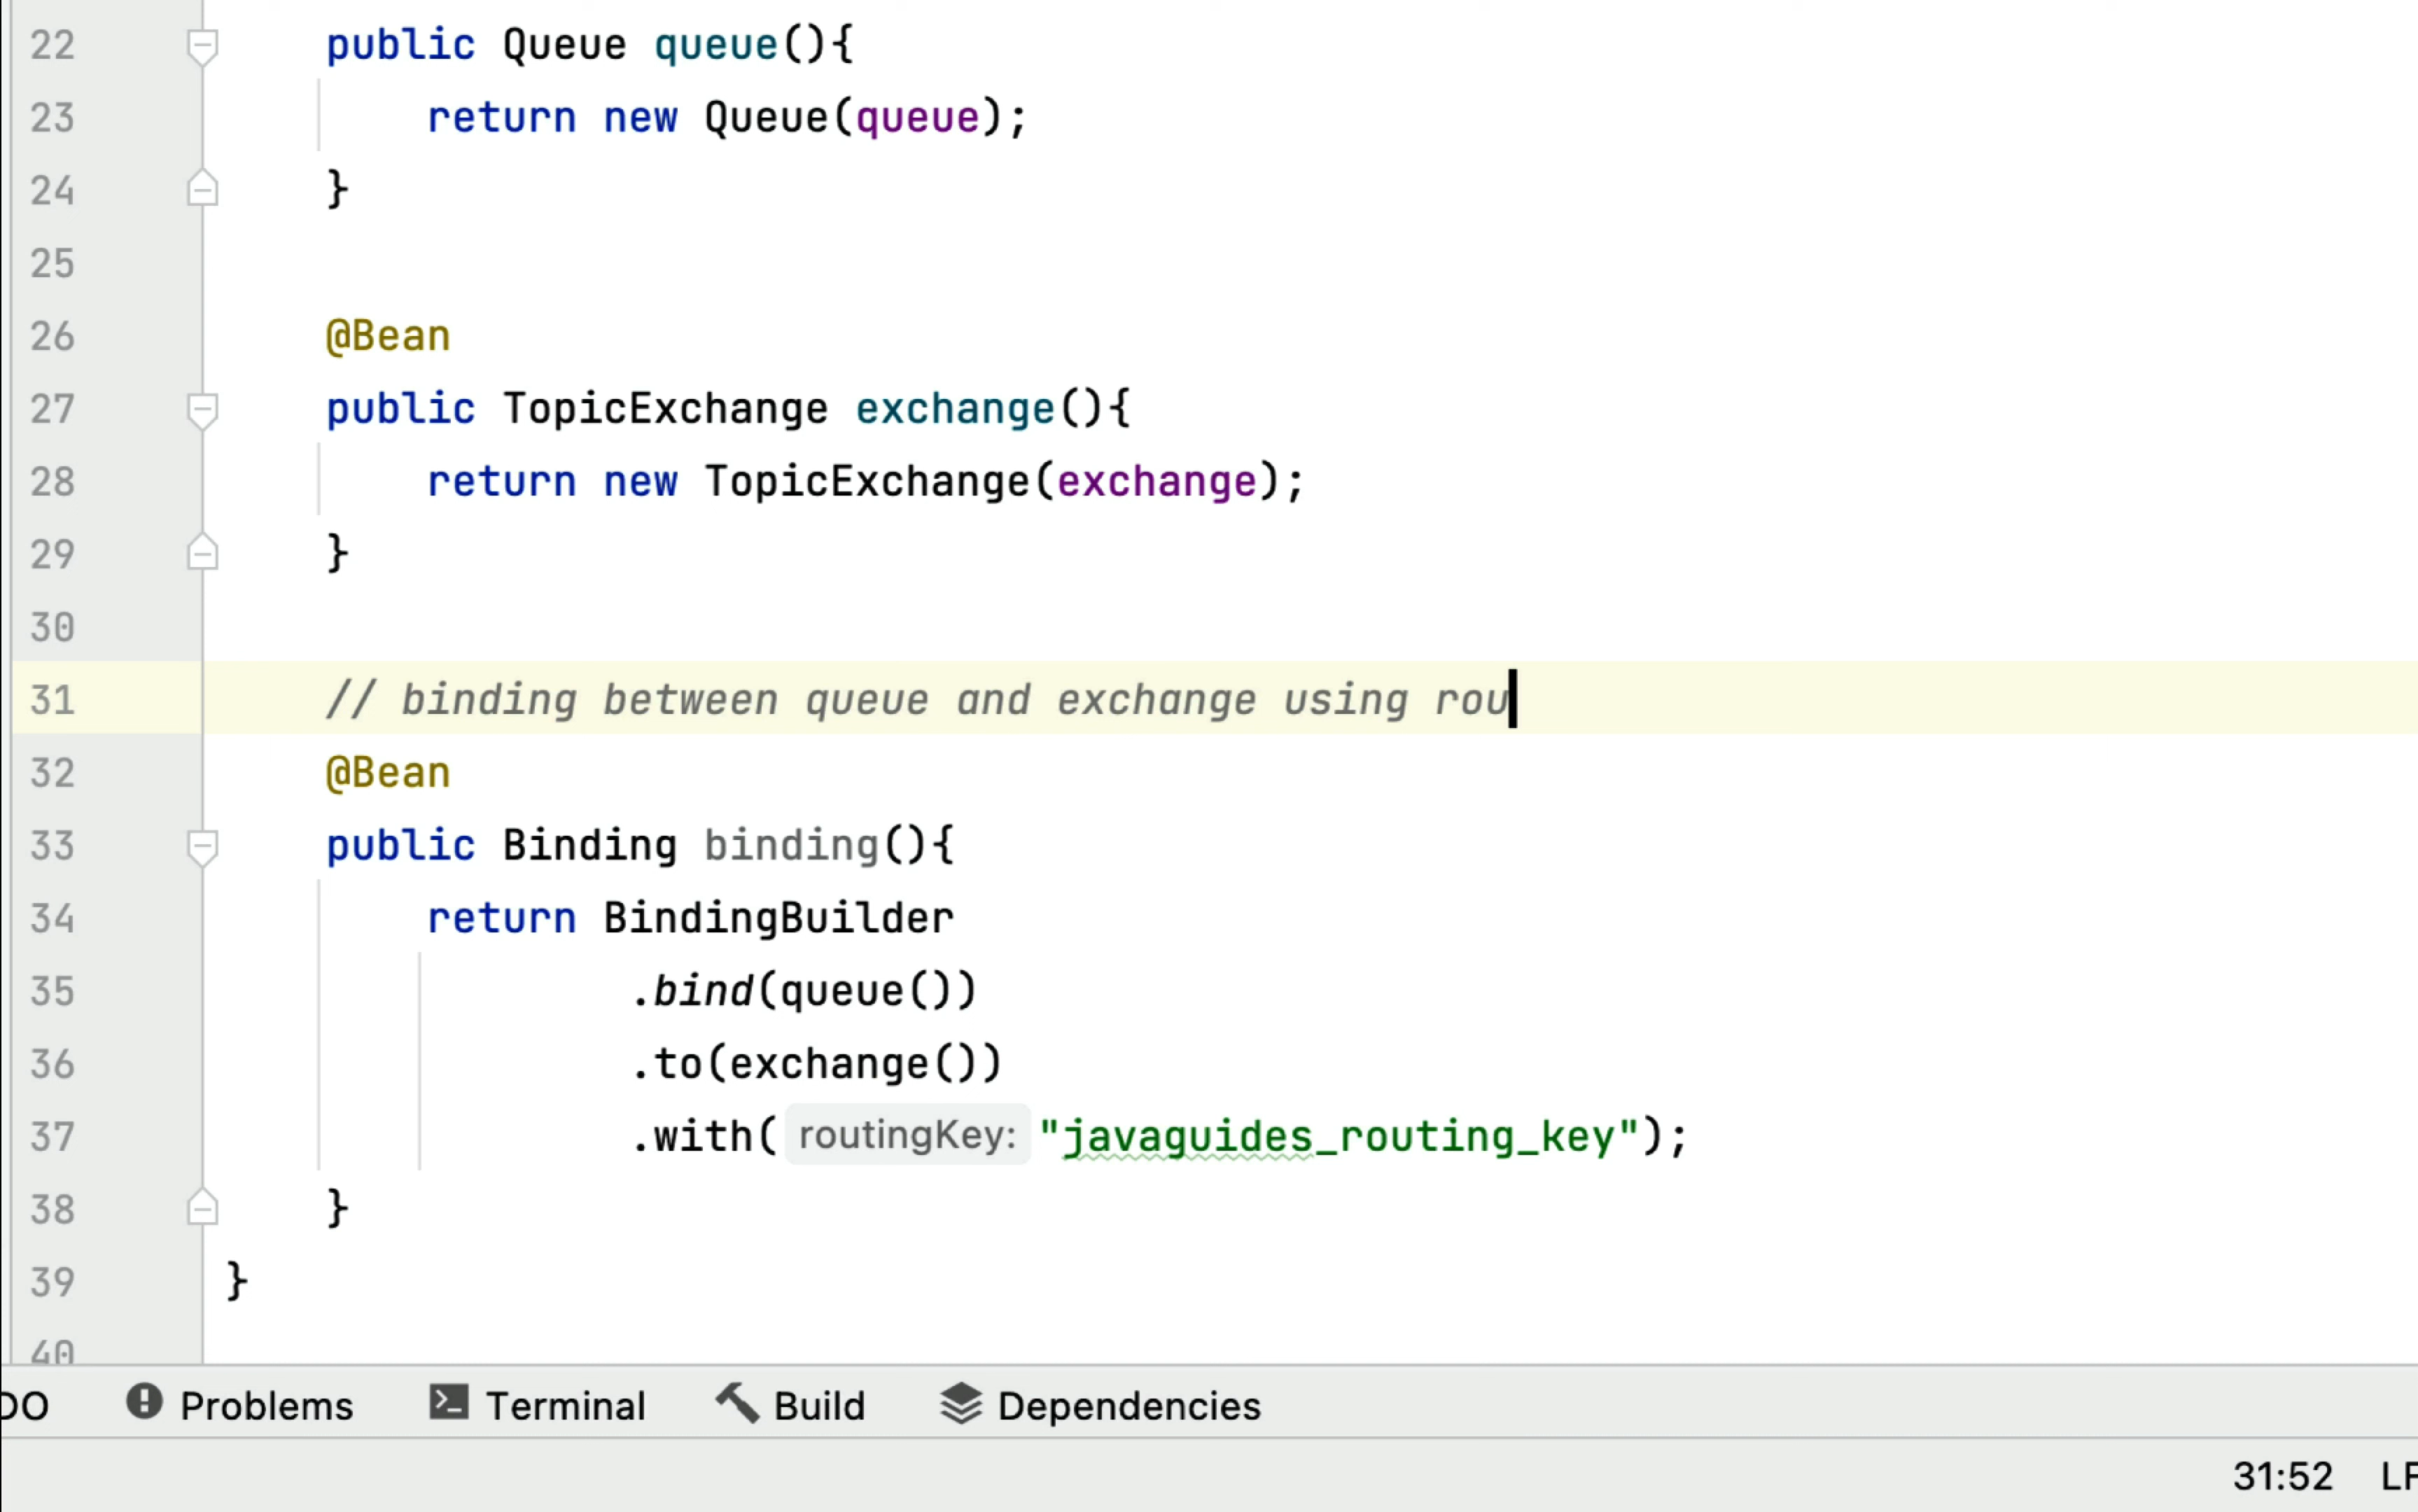 22 public Queue queue(){
23 return new Queue(queue);
24 }
25
26 @Bean
27 public TopicExchange exchange(){
28 return new TopicExchange(exchange);
29 }
30
31 // binding between queue and exchange using rou
32 @Bean
33 public Binding binding(){
34 return BindingBuilder
35 .bind(queue())
36 .to(exchange())
37 .with( routingKey: "javaguides_routing_key");
38 }
39 }
40
DO Problems Terminal Build Dependencies
31:52 LF